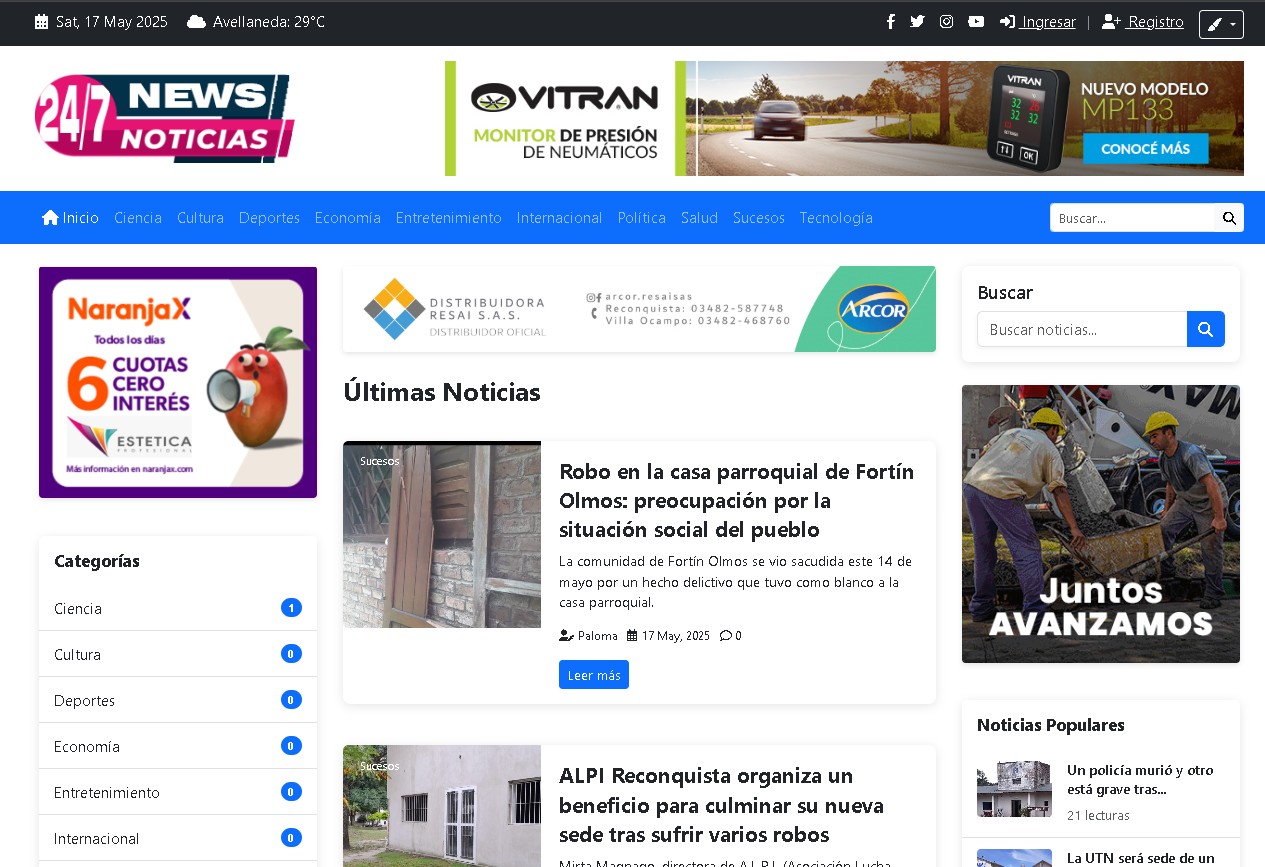 Sat, 17 May 2025 Avellaneda: 29°C Ingresar | Registro
24/7 NEWS NOTICIAS
VITRAN
MONITOR DE PRESIÓN
DE NEUMÁTICOS
VITRAN
32 26
32 32
OK
NUEVO MODELO
MP133
CONOCÉ MÁS
Inicio Ciencia Cultura Deportes Economía Entretenimiento Internacional Política Salud Sucesos Tecnología Buscar...
NaranjaX
Todos los días
6 CUOTAS
CERO
INTERÉS
ESTETICA
PROFESIONAL
Más información en naranjax.com
Categorías
Ciencia 1
Cultura 0
Deportes 0
Economía 0
Entretenimiento 0
Internacional 0
DISTRIBUIDORA
RESAI S.A.S.
DISTRIBUIDOR OFICIAL
arcor.resaisas
Reconquista: 03482-587748
Villa Ocampo: 03482-468760
ARCOR
Últimas Noticias
Sucesos
Robo en la casa parroquial de Fortín
Olmos: preocupación por la
situación social del pueblo
La comunidad de Fortín Olmos se vio sacudida este 14 de
mayo por un hecho delictivo que tuvo como blanco a la
casa parroquial.
Paloma 17 May, 2025 0
Leer más
Sucesos
ALPI Reconquista organiza un
beneficio para culminar su nueva
sede tras sufrir varios robos
Mirta Magnago, directora de A.L.P.I. (Asociación Lucha
Buscar
Buscar noticias...
Juntos
AVANZAMOS
Noticias Populares
Un policía murió y otro
está grave tras...
21 lecturas
La UTN será sede de un